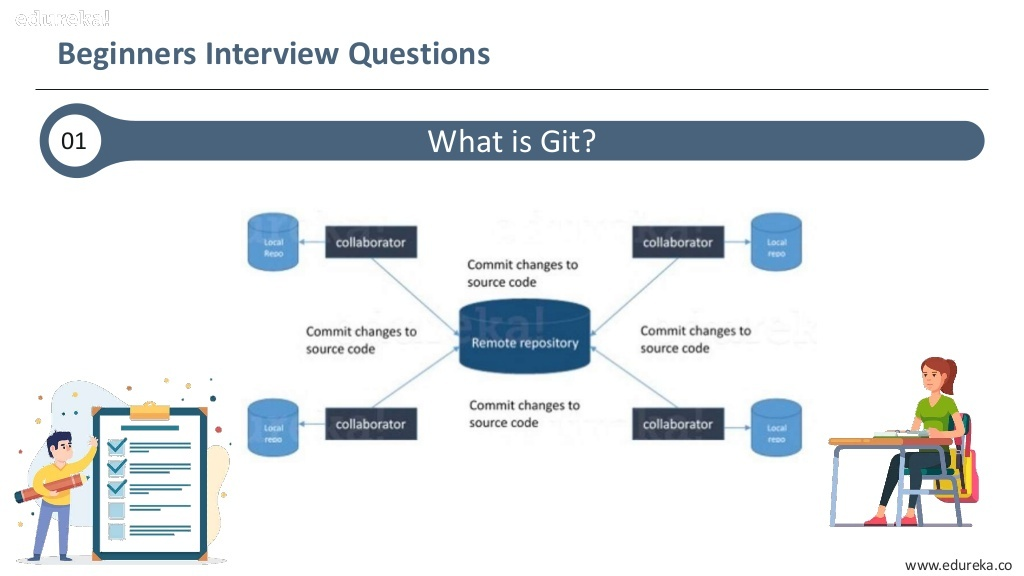 edureka!
Beginners Interview Questions
01
What is Git?
Local
Repo
collaborator
collaborator
Local
repo
Commit changes to
source code
Commit changes to
source code
Remote repository
Commit changes to
source code
Commit changes to
source code
Local
repo
collaborator
collaborator
Local
repo
www.edureka.co